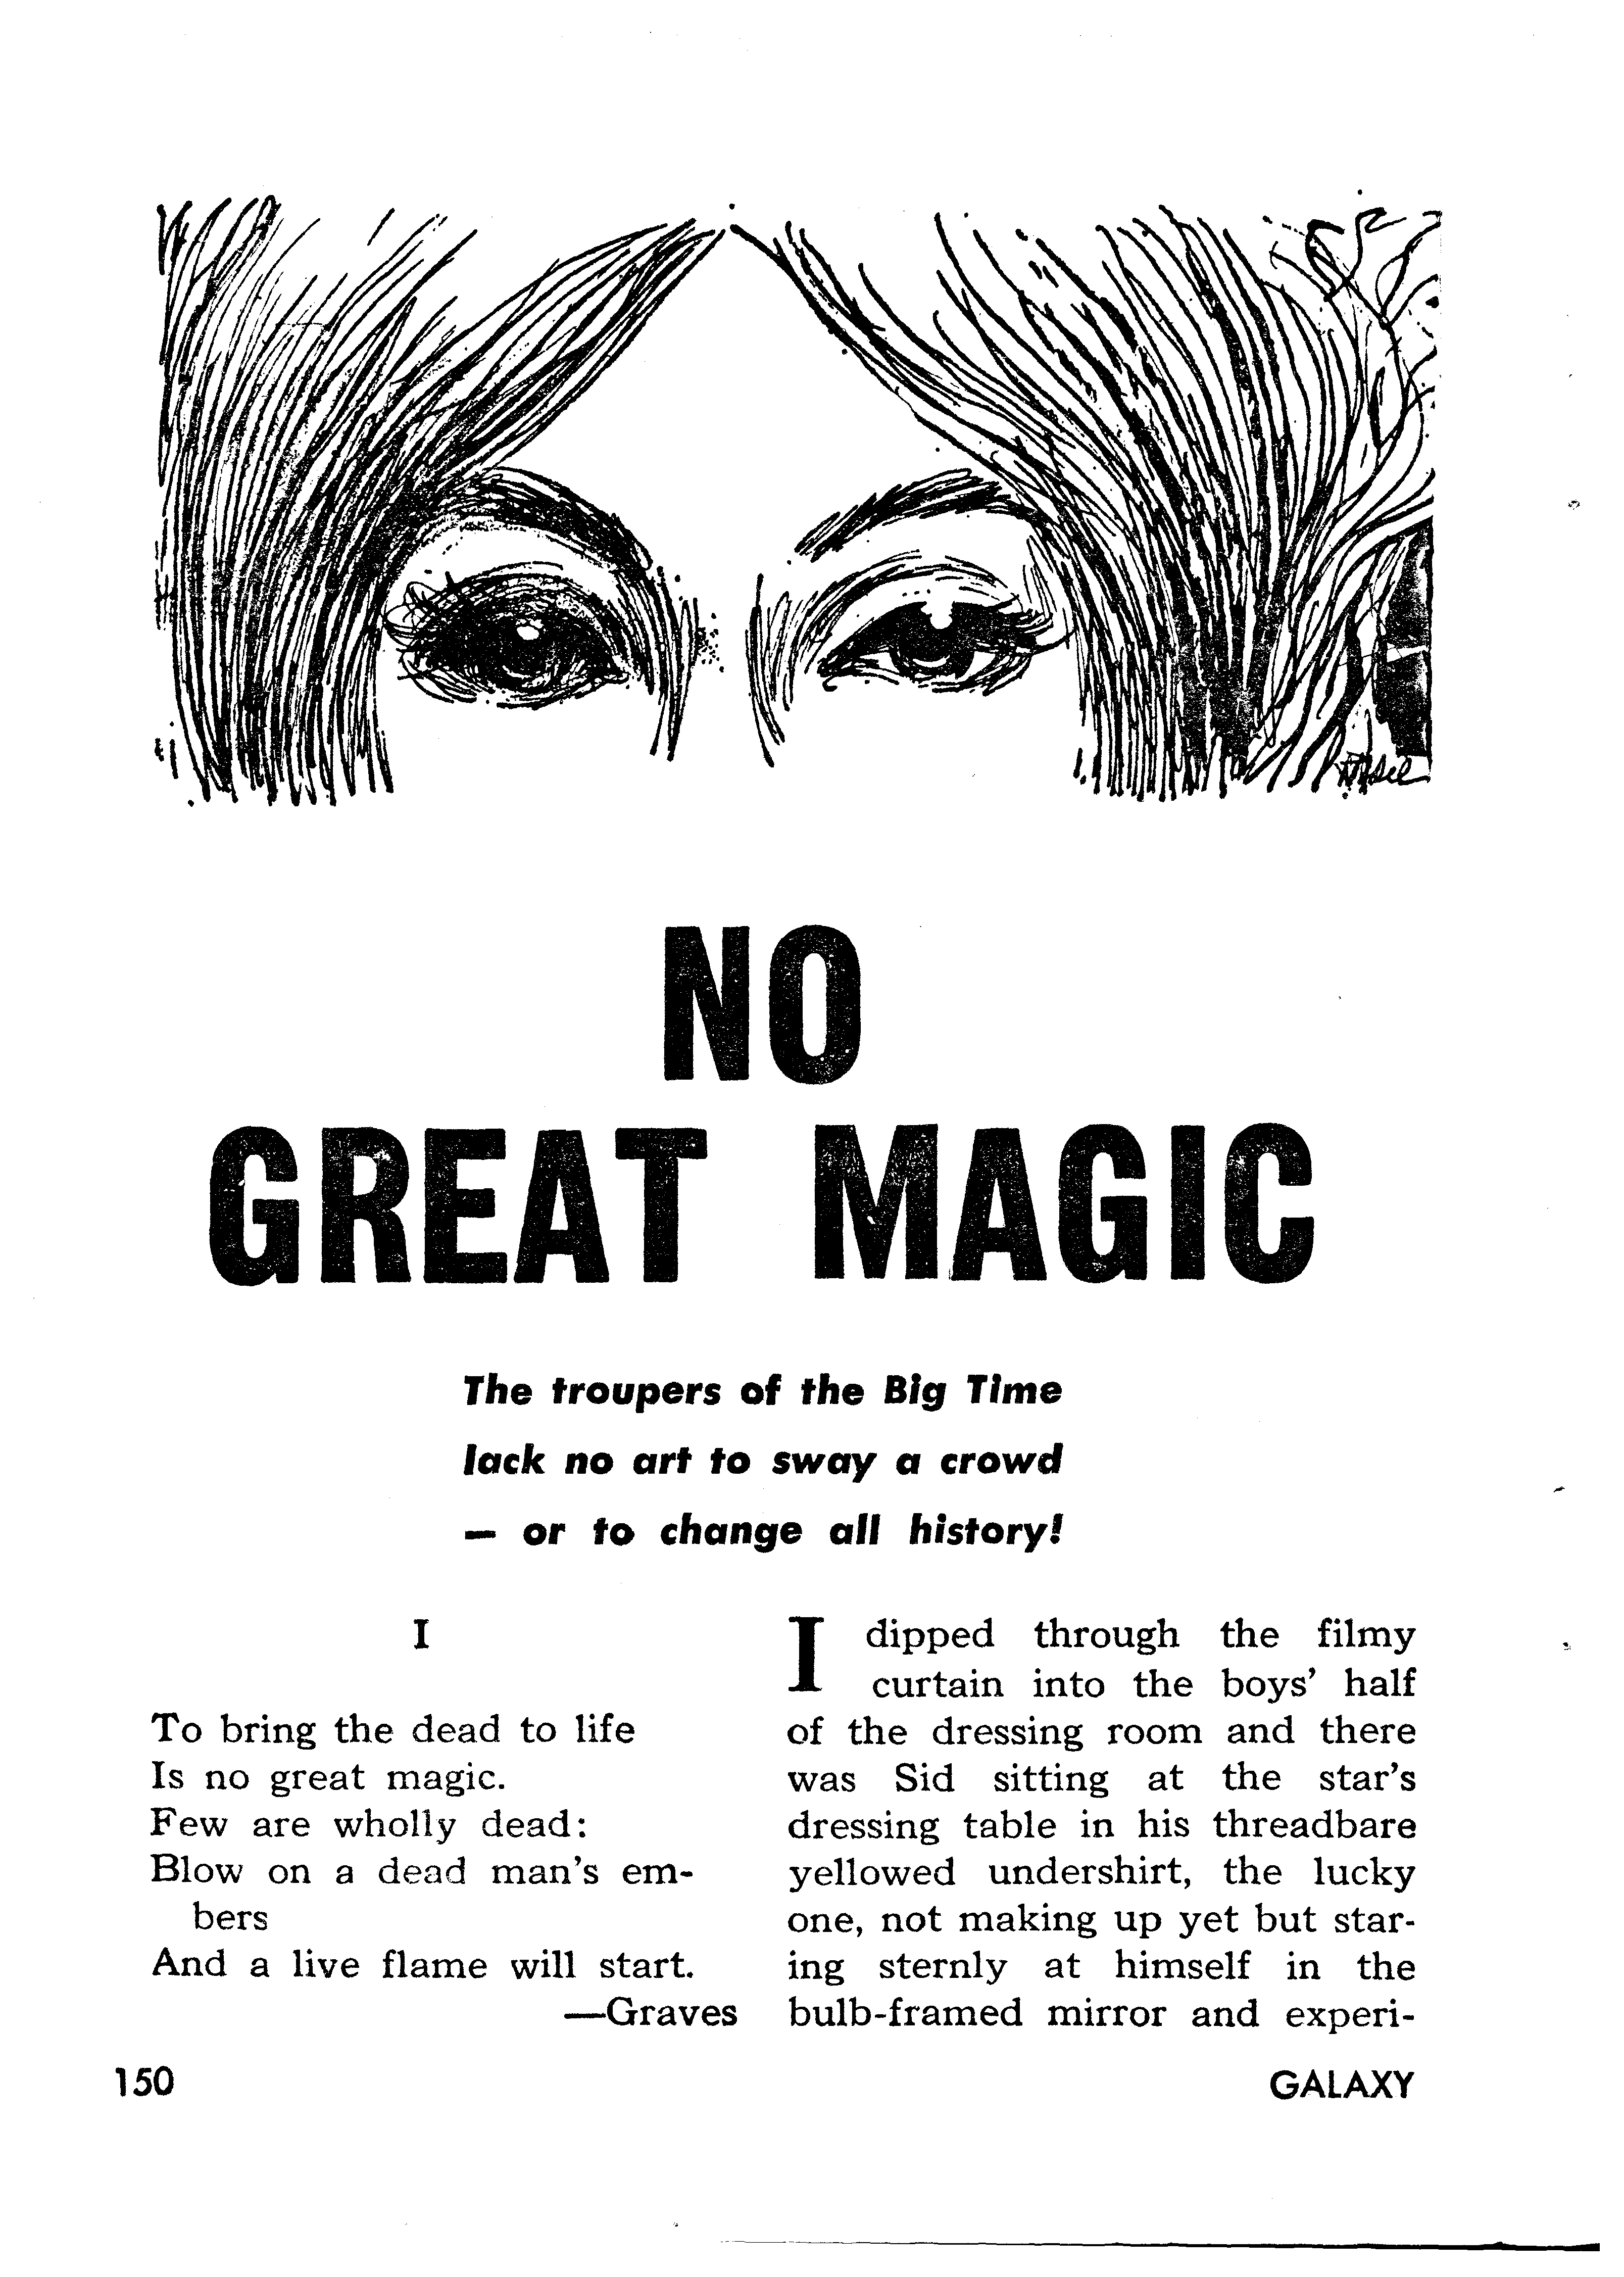 NO
GREAT MAGIC
The troupers of the Big Time
lack no art to sway a crowd
— or to change all history!
I
To bring the dead to life
Is no great magic.
Few are wholly dead:
Blow on a dead man's em-
bers
And a live flame will start.
—Graves
I dipped through the filmy
curtain into the boys' half
of the dressing room and there
was Sid sitting at the star's
dressing table in his threadbare
yellowed undershirt, the lucky
one, not making up yet but star-
ing sternly at himself in the
bulb-framed mirror and experi-
150
GALAXY